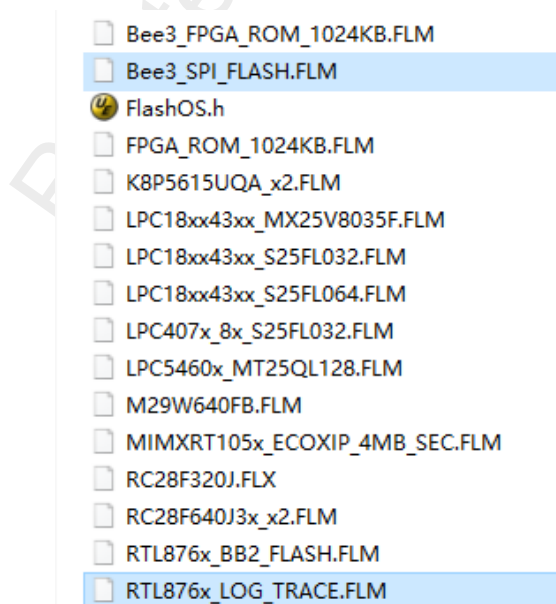 Bee3_FPGA_ROM_1024KB.FLM
Bee3_SPI_FLASH.FLM
FlashOS.h
FPGA_ROM_1024KB.FLM
K8P5615UQA_x2.FLM
LPC18xx43xx_MX25V8035F.FLM
LPC18xx43xx_S25FL032.FLM
LPC18xx43xx_S25FL064.FLM
LPC407x_8x_S25FL032.FLM
LPC5460x_MT25QL128.FLM
M29W640FB.FLM
MIMXRT105x_ECOXIP_4MB_SEC.FLM
RC28F320J.FLX
RC28F640J3x_x2.FLM
RTL876x_BB2_FLASH.FLM
RTL876x_LOG_TRACE.FLM